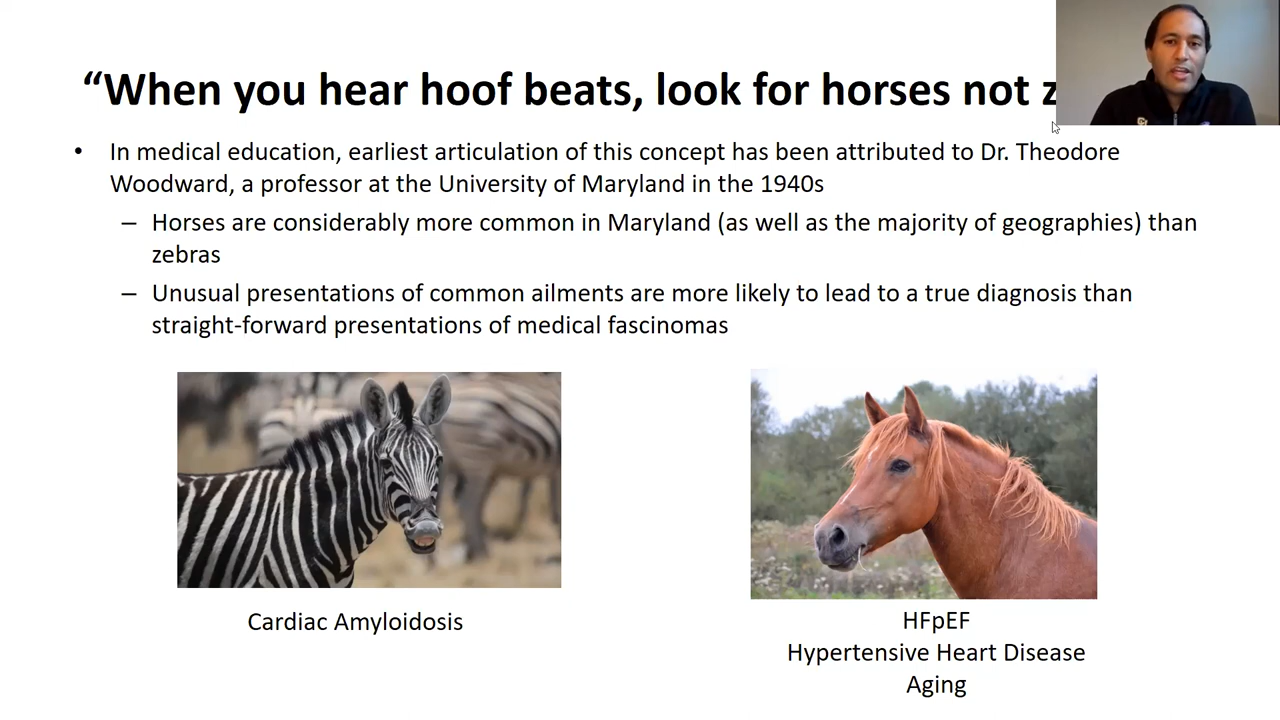 “When you hear hoof beats, look for horses not
• In medical education, earliest articulation of this concept has been attributed to Dr. Theodore
Woodward, a professor at the University of Maryland in the 1940s
– Horses are considerably more common in Maryland (as well as the majority of geographies) than
zebras
– Unusual presentations of common ailments are more likely to lead to a true diagnosis than
straight-forward presentations of medical fascinomas
Cardiac Amyloidosis
HFpEF
Hypertensive Heart Disease
Aging